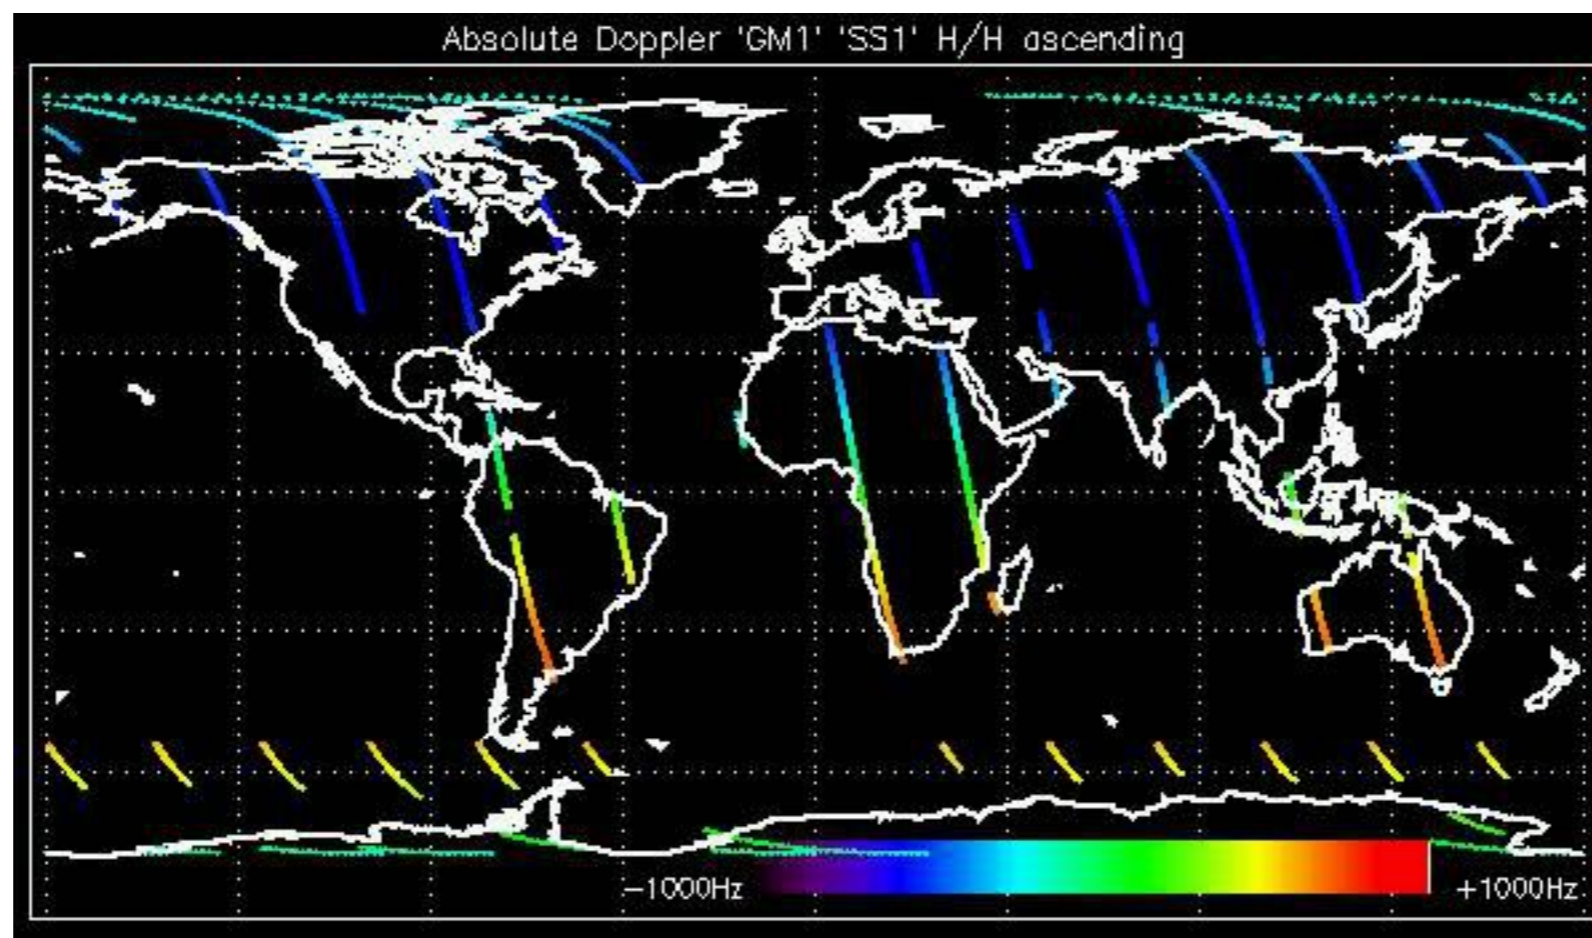 Absolute Doppler 'GM1' 'SS1' H/H ascending
-1000Hz +1000Hz